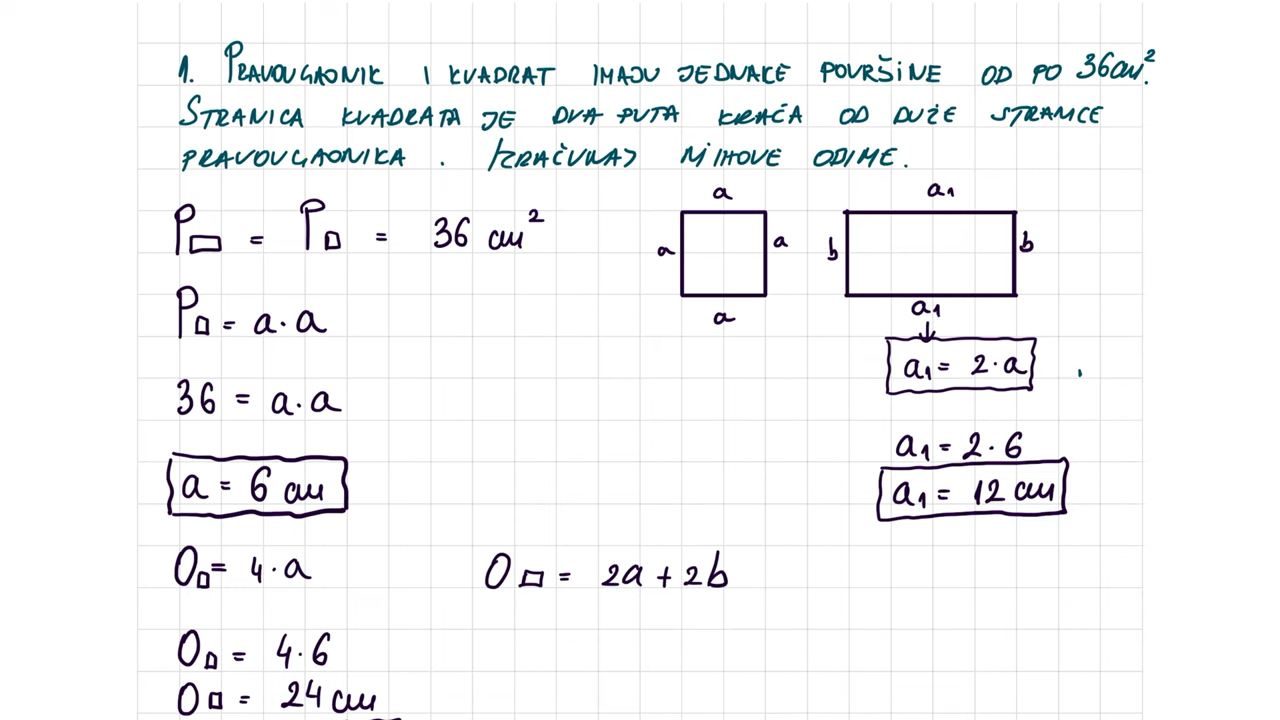 1. PRAVOUGAONIK I KVADRAT IMAJU JEDNAKE POVRŠINE OD PO 36 cm².
STRANICA KVADRATA JE DVA PUTA KRAĆA OD DUŽE STRANICE
PRAVOUGAONIKA. IZRAČUNAJ NJIHOVE OBIME.
P▭ = P□ = 36 cm²
a a₁
a a b b
a a₁
P□ = a·a
↓
a₁ = 2·a
36 = a·a
a₁ = 2·6
a = 6 cm
a₁ = 12 cm
O□ = 4·a O▭ = 2a + 2b
O□ = 4·6
O□ = 24 cm